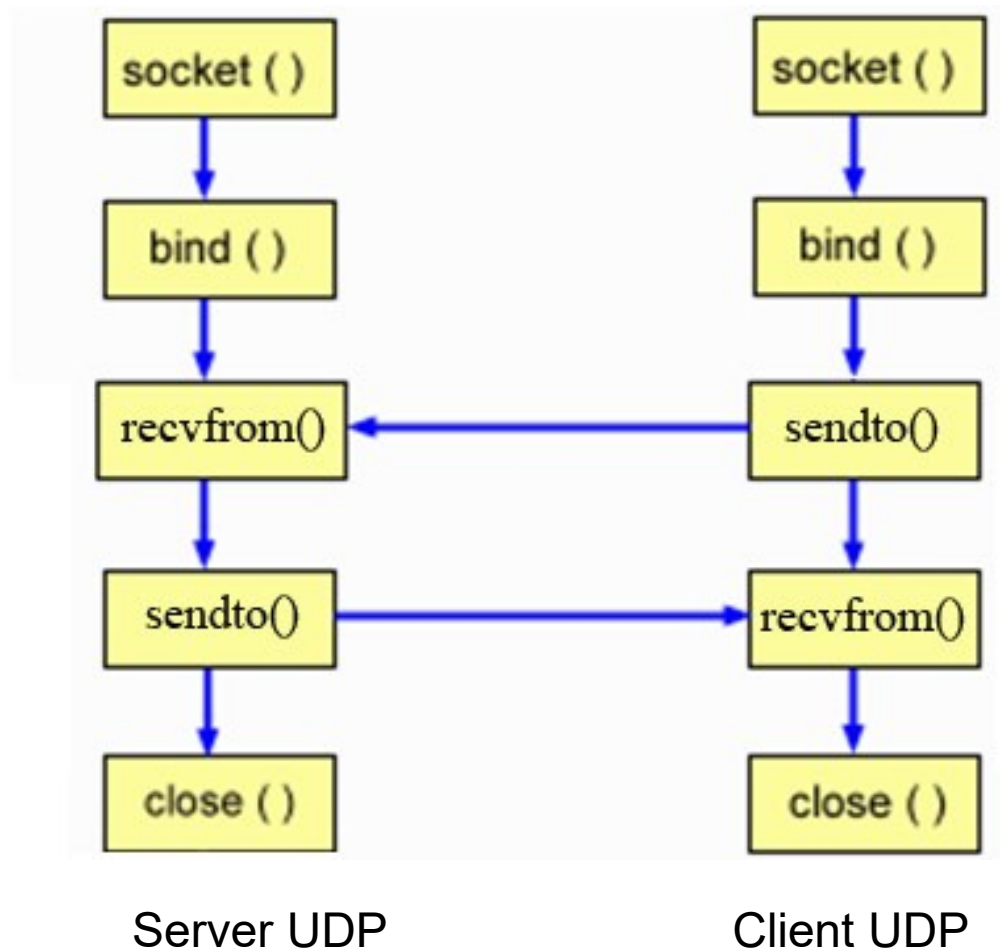 socket ( )
socket ( )
bind ( )
bind ( )
recvfrom()
sendto()
sendto()
recvfrom()
close ( )
close ( )
Server UDP
Client UDP